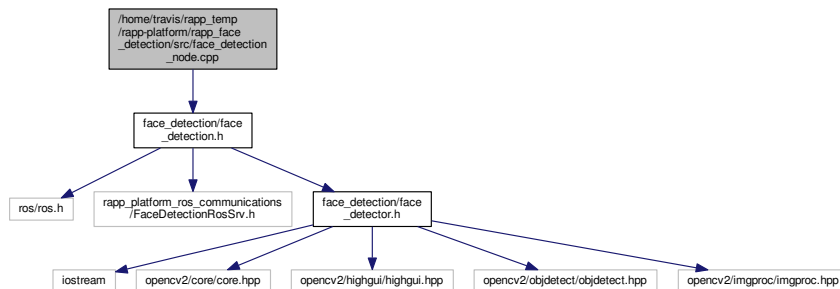 /home/travis/rapp_temp
/rapp-platform/rapp_face
_detection/src/face_detection
_node.cpp
face_detection/face
_detection.h
ros/ros.h
rapp_platform_ros_communications
/FaceDetectionRosSrv.h
face_detection/face
_detector.h
iostream
opencv2/core/core.hpp
opencv2/highgui/highgui.hpp
opencv2/objdetect/objdetect.hpp
opencv2/imgproc/imgproc.hpp